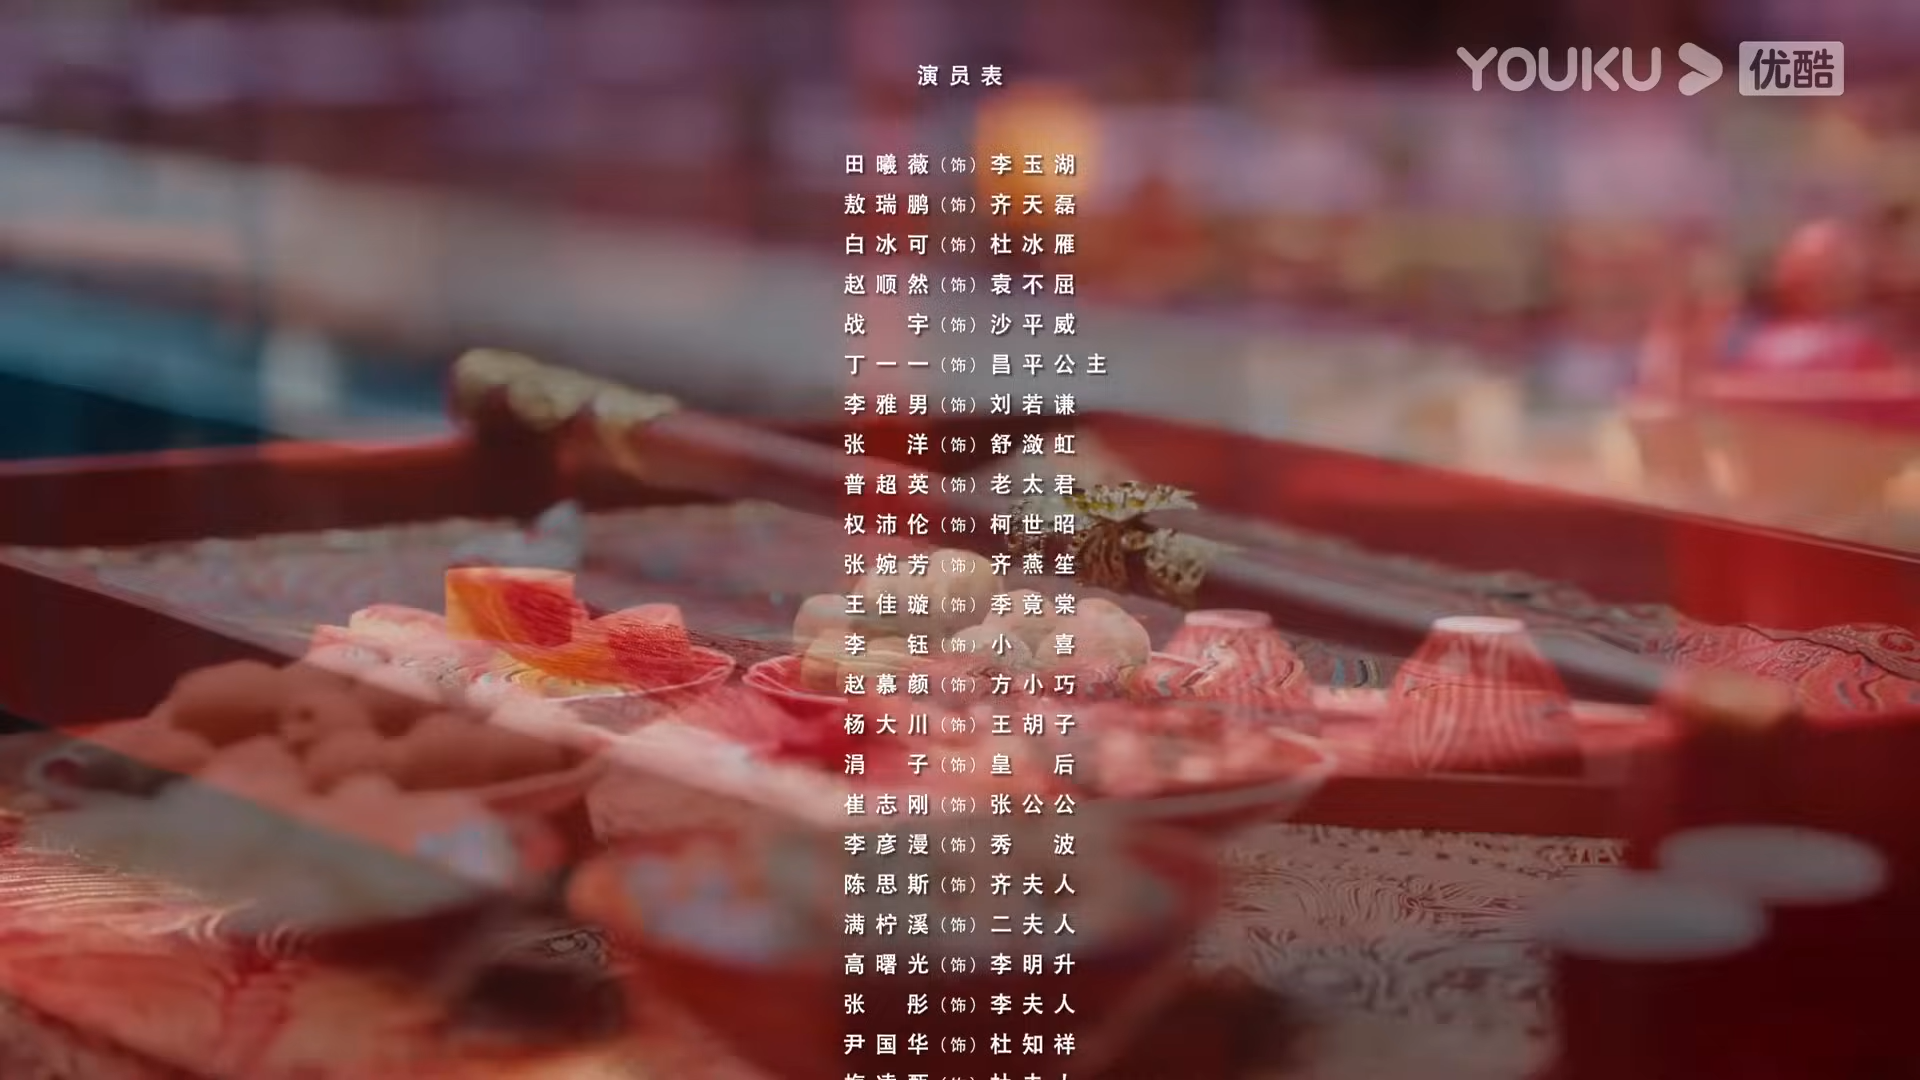 YOUKU 优酷
演员表
田曦薇（饰）李玉湖
敖瑞鹏（饰）齐天磊
白冰可（饰）杜冰雁
赵顺然（饰）袁不屈
战　宇（饰）沙平威
丁一一（饰）昌平公主
李雅男（饰）刘若谦
张　洋（饰）舒潋虹
普超英（饰）老太君
权沛伦（饰）柯世昭
张婉芳（饰）齐燕笙
王佳璇（饰）季竟棠
李　钰（饰）小　喜
赵慕颜（饰）方小巧
杨大川（饰）王胡子
涓　子（饰）皇　后
崔志刚（饰）张公公
李彦漫（饰）秀　波
陈思斯（饰）齐夫人
满柠溪（饰）二夫人
高曙光（饰）李明升
张　彤（饰）李夫人
尹国华（饰）杜知祥